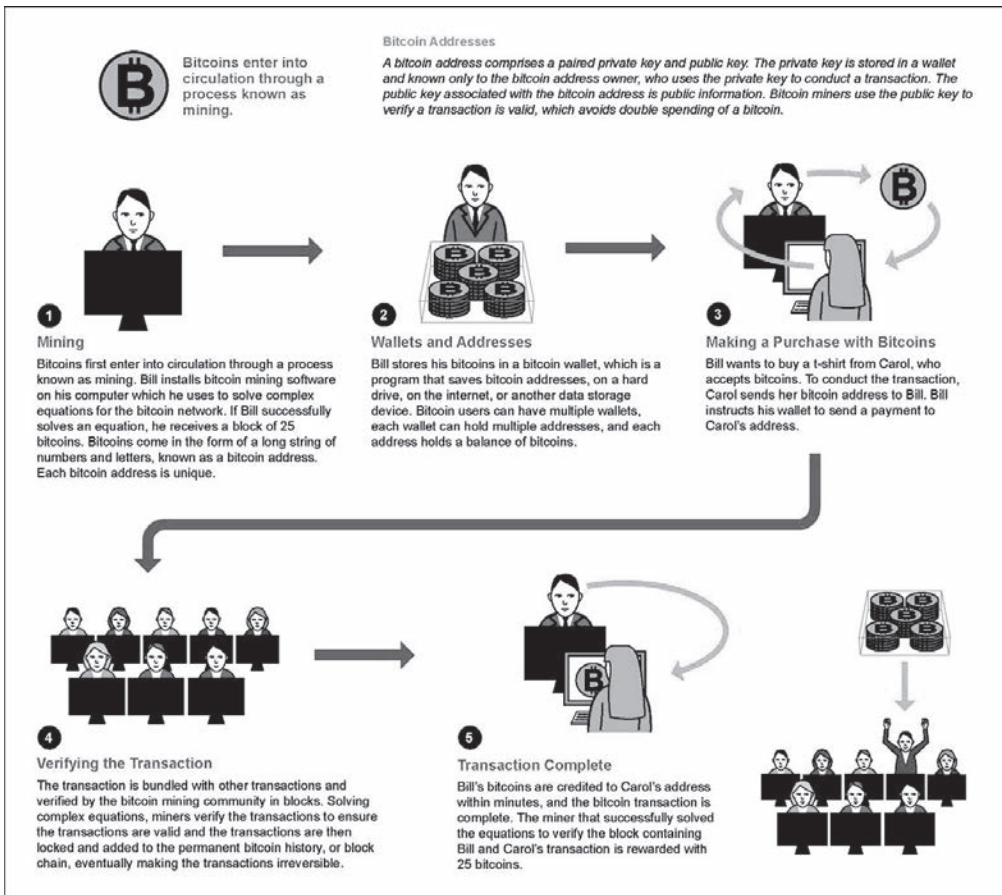 Bitcoins enter into
circulation through a
process known as
mining.
Bitcoin Addresses
A bitcoin address comprises a paired private key and public key. The private key is stored in a wallet
and known only to the bitcoin address owner, who uses the private key to conduct a transaction. The
public key associated with the bitcoin address is public information. Bitcoin miners use the public key to
verify a transaction is valid, which avoids double spending of a bitcoin.
1
Mining
Bitcoins first enter into circulation through a process
known as mining. Bill installs bitcoin mining software
on his computer which he uses to solve complex
equations for the bitcoin network. If Bill successfully
solves an equation, he receives a block of 25
bitcoins. Bitcoins come in the form of a long string of
numbers and letters, known as a bitcoin address.
Each bitcoin address is unique.
2
Wallets and Addresses
Bill stores his bitcoins in a bitcoin wallet, which is a
program that saves bitcoin addresses, on a hard
drive, on the internet, or another data storage
device. Bitcoin users can have multiple wallets,
each wallet can hold multiple addresses, and each
address holds a balance of bitcoins.
3
Making a Purchase with Bitcoins
Bill wants to buy a t-shirt from Carol, who
accepts bitcoins. To conduct the transaction,
Carol sends her bitcoin address to Bill. Bill
instructs his wallet to send a payment to
Carol's address.
4
Verifying the Transaction
The transaction is bundled with other transactions and
verified by the bitcoin mining community in blocks. Solving
complex equations, miners verify the transactions to ensure
the transactions are valid and the transactions are then
locked and added to the permanent bitcoin history, or block
chain, eventually making the transactions irreversible.
5
Transaction Complete
Bill's bitcoins are credited to Carol's address
within minutes, and the bitcoin transaction is
complete. The miner that successfully solved
the equations to verify the block containing
Bill and Carol's transaction is rewarded with
25 bitcoins.